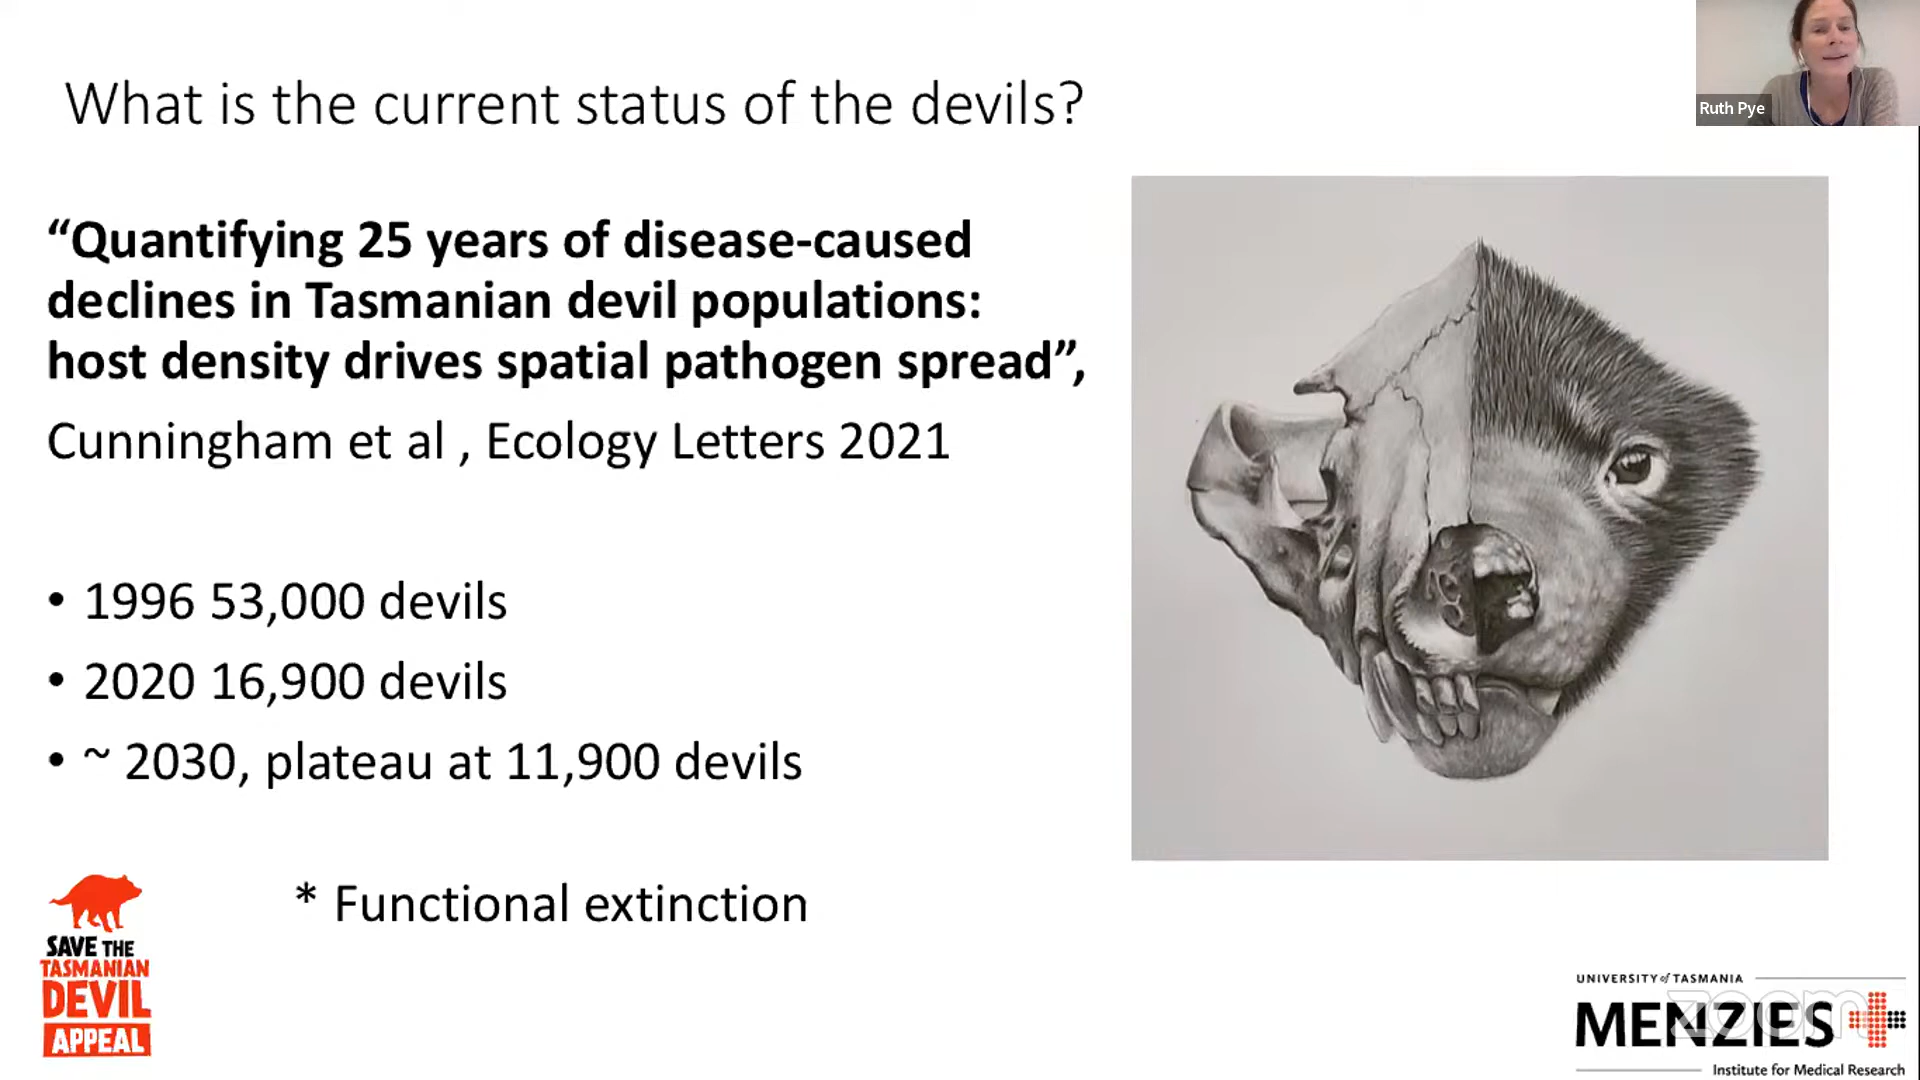 What is the current status of the devils?
Ruth Pye
“Quantifying 25 years of disease-caused
declines in Tasmanian devil populations:
host density drives spatial pathogen spread”,
Cunningham et al , Ecology Letters 2021
• 1996 53,000 devils
• 2020 16,900 devils
• ~ 2030, plateau at 11,900 devils
* Functional extinction
SAVE THE
TASMANIAN
DEVIL
APPEAL
UNIVERSITY of TASMANIA
zoom
MENZIES
Institute for Medical Research